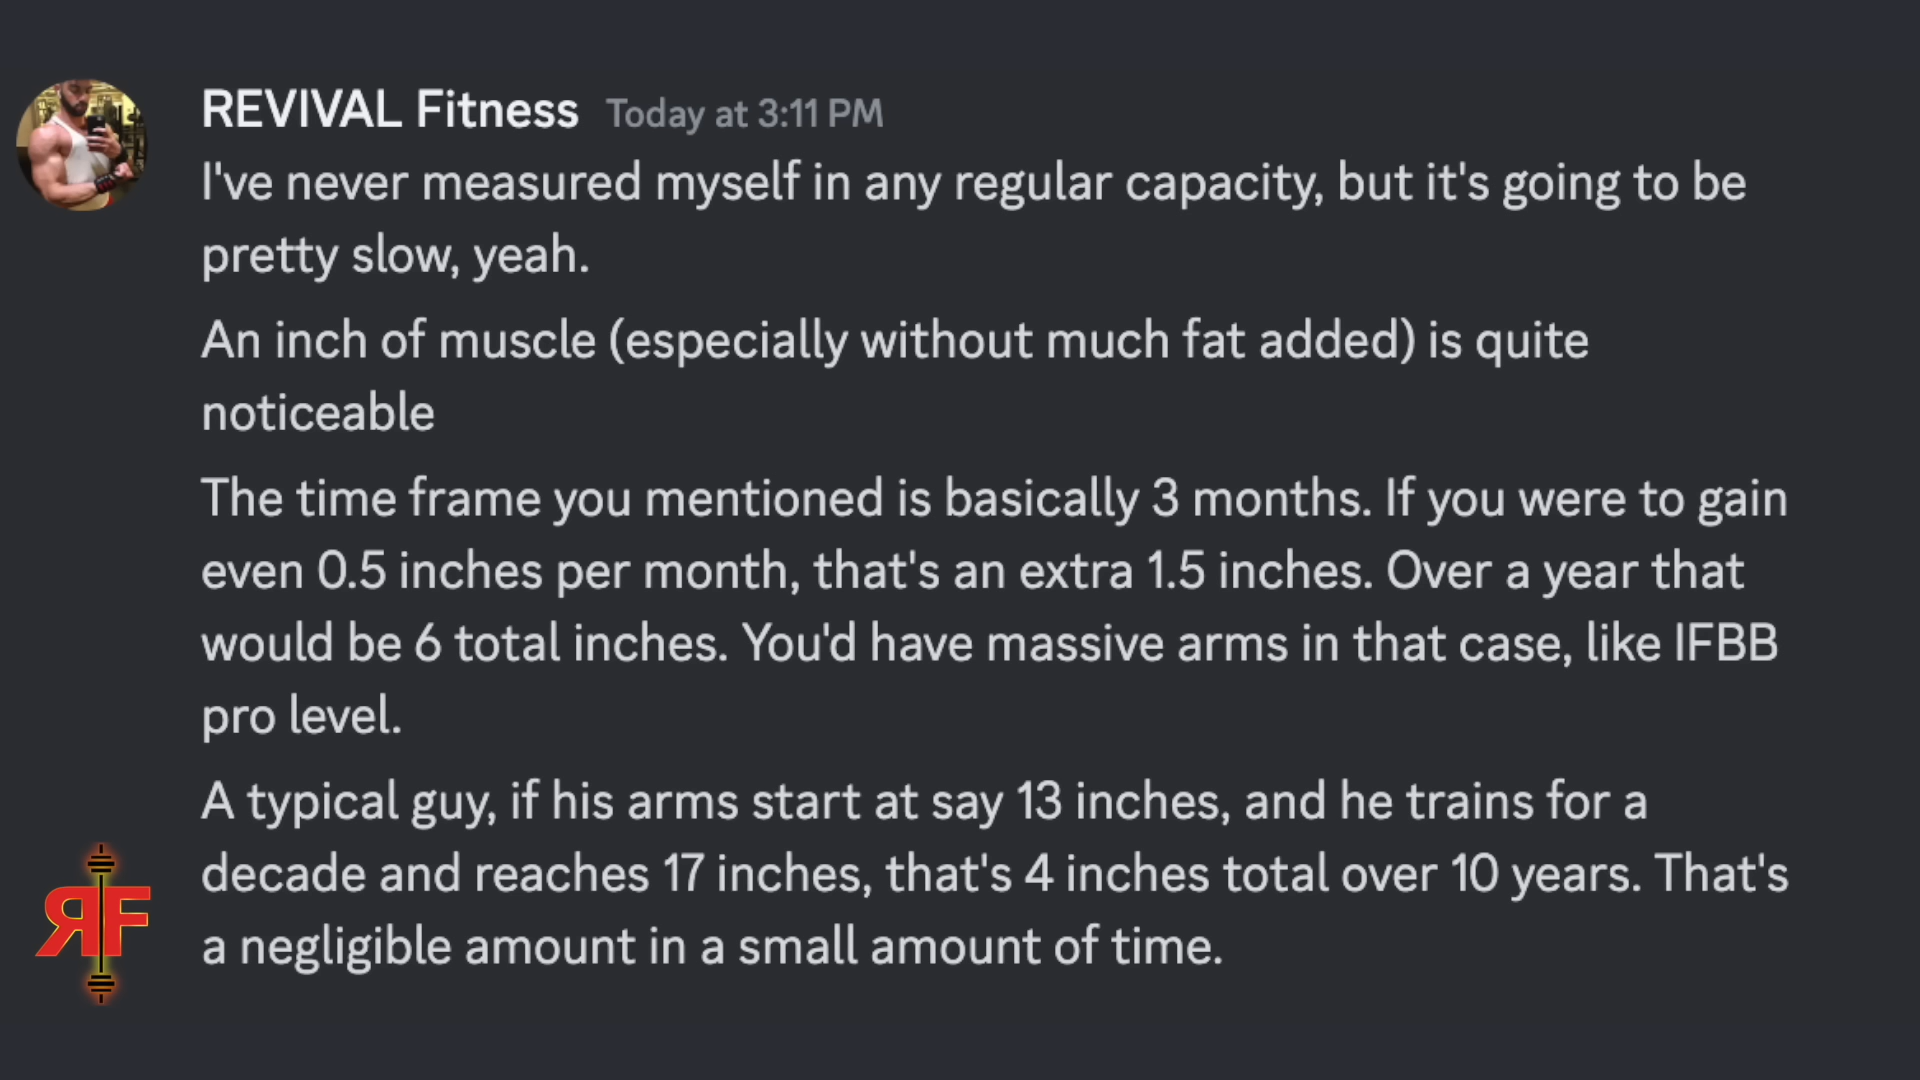 REVIVAL Fitness Today at 3:11 PM
I've never measured myself in any regular capacity, but it's going to be
pretty slow, yeah.
An inch of muscle (especially without much fat added) is quite
noticeable
The time frame you mentioned is basically 3 months. If you were to gain
even 0.5 inches per month, that's an extra 1.5 inches. Over a year that
would be 6 total inches. You'd have massive arms in that case, like IFBB
pro level.
A typical guy, if his arms start at say 13 inches, and he trains for a
decade and reaches 17 inches, that's 4 inches total over 10 years. That's
a negligible amount in a small amount of time.
RF